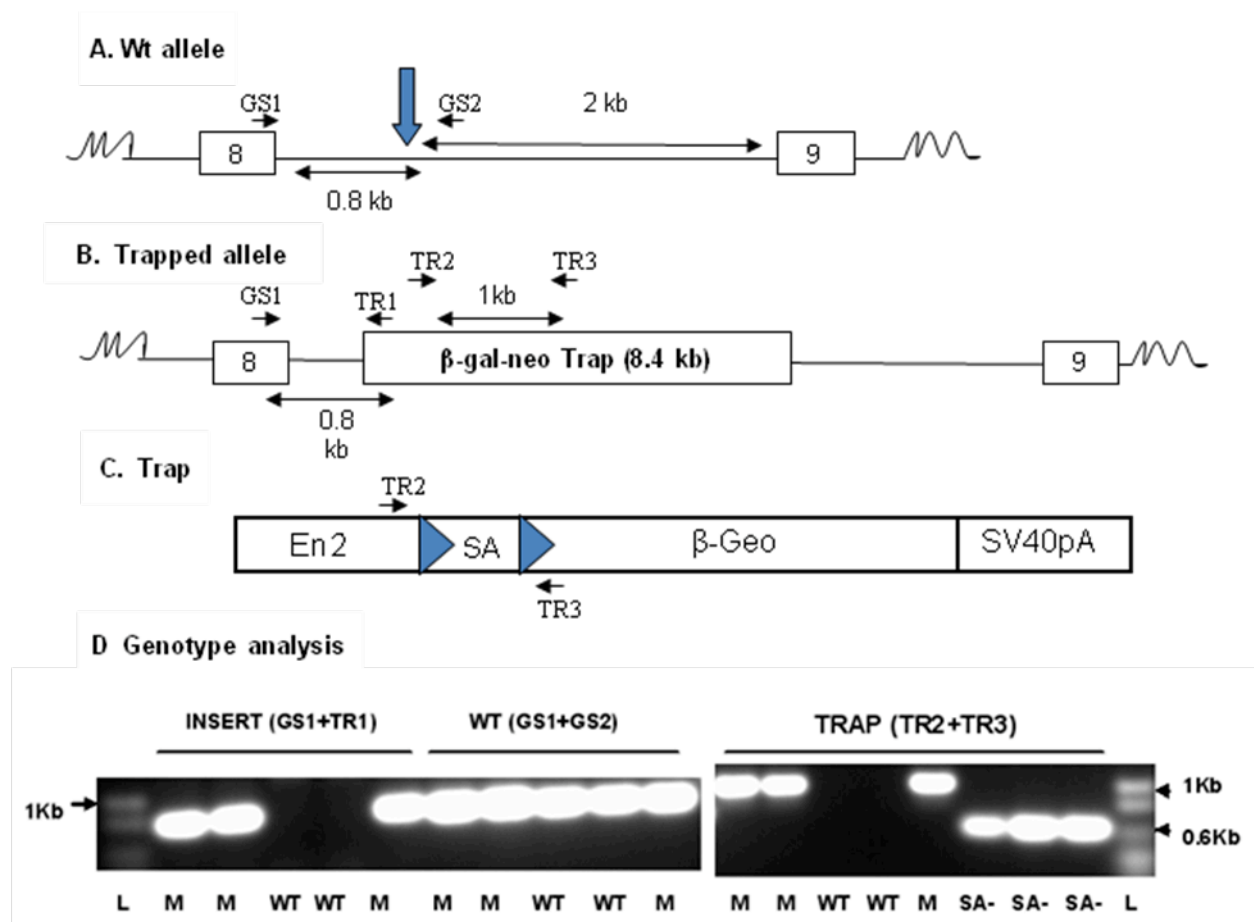 A. Wt allele
GS1
GS2
2 kb
8
9
0.8 kb
B. Trapped allele
TR2
TR3
GS1
TR1
1kb
8
β-gal-neo Trap (8.4 kb)
9
0.8
kb
C. Trap
TR2
En2
SA
β-Geo
SV40pA
TR3
D Genotype analysis
INSERT (GS1+TR1)
WT (GS1+GS2)
TRAP (TR2+TR3)
1Kb
1Kb
0.6Kb
L M M WT WT M M M WT WT M M M WT WT M SA- SA- SA- L